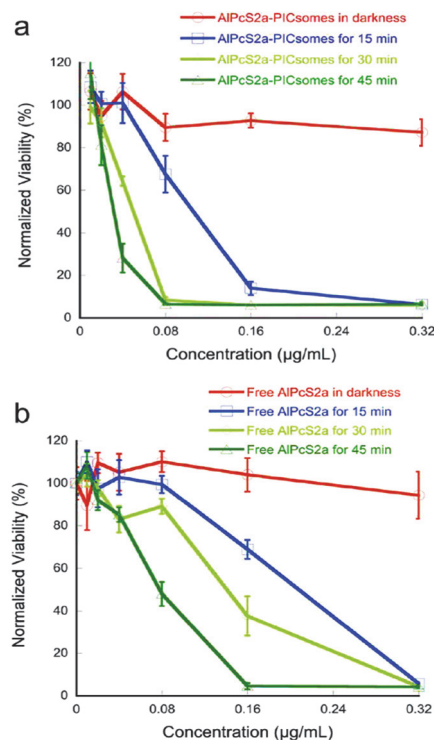 a
AlPcS2a-PICsomes in darkness
AlPcS2a-PICsomes for 15 min
AlPcS2a-PICsomes for 30 min
AlPcS2a-PICsomes for 45 min
Normalized Viability (%)
120
100
80
60
40
20
0
0
0.08
0.16
0.24
0.32
Concentration (µg/mL)
b
Free AlPcS2a in darkness
Free AlPcS2a for 15 min
Free AlPcS2a for 30 min
Free AlPcS2a for 45 min
Normalized Viability (%)
120
100
80
60
40
20
0
0
0.08
0.16
0.24
0.32
Concentration (µg/mL)